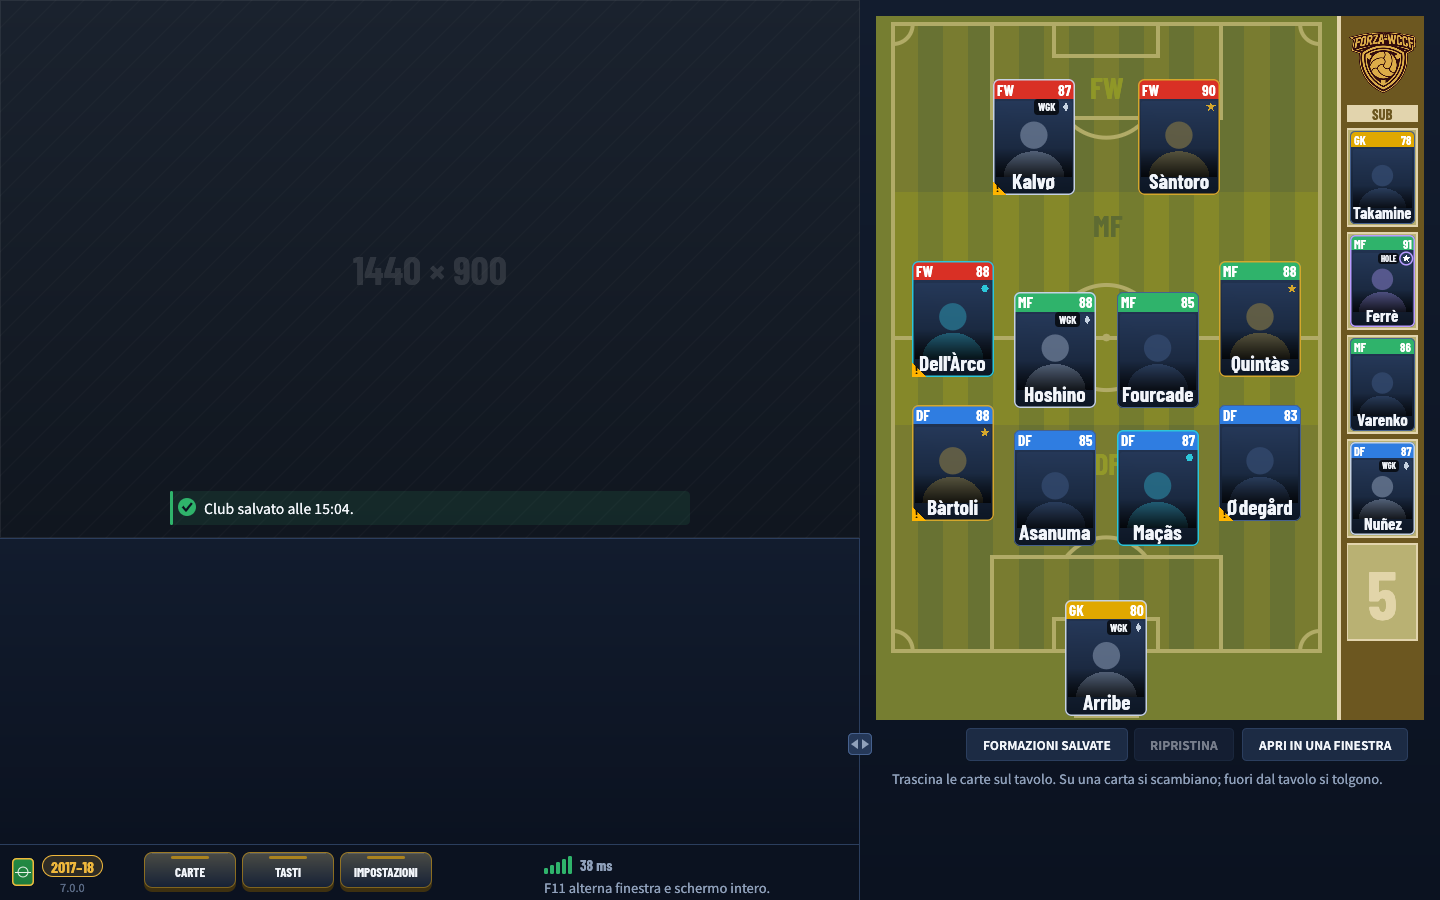 1440 × 900
Club salvato alle 15:04.
2017-18
7.0.0
CARTE
TASTI
IMPOSTAZIONI
38 ms
F11 alterna finestra e schermo intero.
FW
FW 87
WGK
Kalvø
FW 90
Sàntoro
MF
FW 88
Dell'Àrco
MF 88
WGK
Hoshino
MF 85
Fourcade
MF 88
Quintàs
DF
DF 88
Bàrtoli
DF 85
Asanuma
DF 87
Maçãs
DF 83
Ødegård
GK 80
WGK
Arribe
FORZA-WCCF
SUB
GK 78
Takamine
MF 91
HOLE
Ferrè
MF 86
Varenko
DF 87
WGK
Nuñez
5
FORMAZIONI SALVATE
RIPRISTINA
APRI IN UNA FINESTRA
Trascina le carte sul tavolo. Su una carta si scambiano; fuori dal tavolo si tolgono.